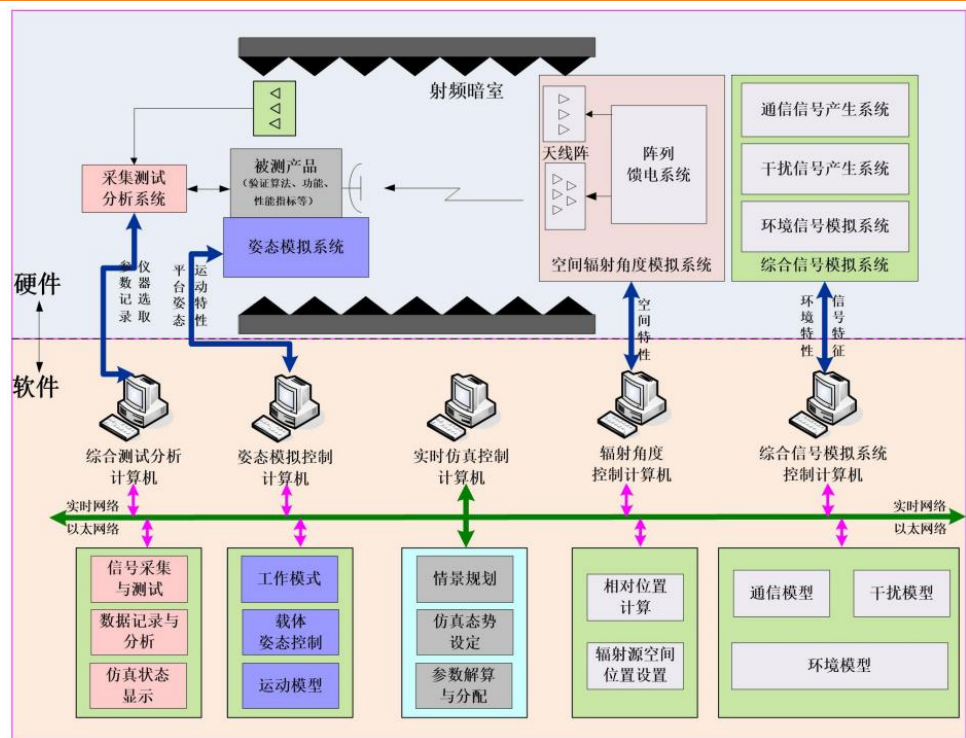 射频暗室
通信信号产生系统
天线阵
阵列
馈电系统
被测产品
（验证算法、功能、
性能指标等）
采集测试
分析系统
干扰信号产生系统
姿态模拟系统
环境信号模拟系统
空间辐射角度模拟系统
综合信号模拟系统
硬件
参数记录
仪器选取
平台姿态
运动特性
空间特性
环境特性
信号特征
软件
综合测试分析
计算机
姿态模拟控制
计算机
实时仿真控制
计算机
辐射角度
控制计算机
综合信号模拟系统
控制计算机
实时网络
实时网络
以太网络
以太网络
信号采集
与测试
数据记录与
分析
仿真状态
显示
工作模式
载体
姿态控制
运动模型
情景规划
仿真态势
设定
参数解算
与分配
相对位置
计算
辐射源空间
位置设置
通信模型
干扰模型
环境模型